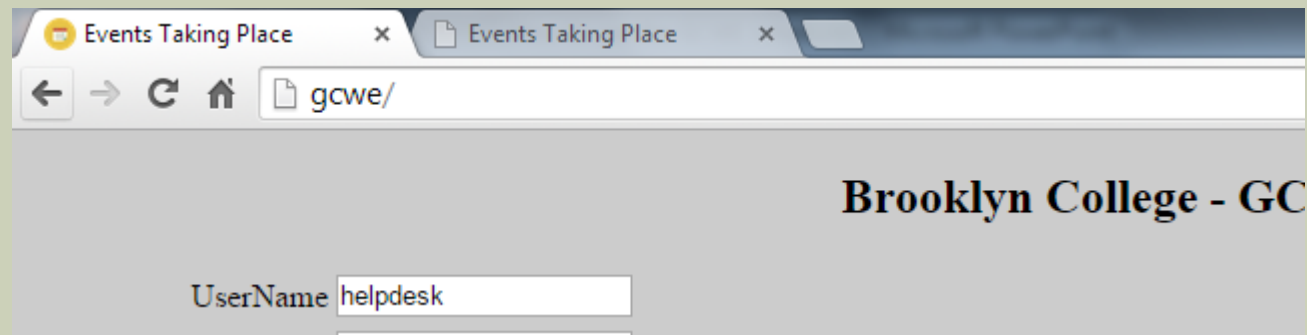 Events Taking Place Events Taking Place
gcwe/
Brooklyn College - GC
UserName helpdesk